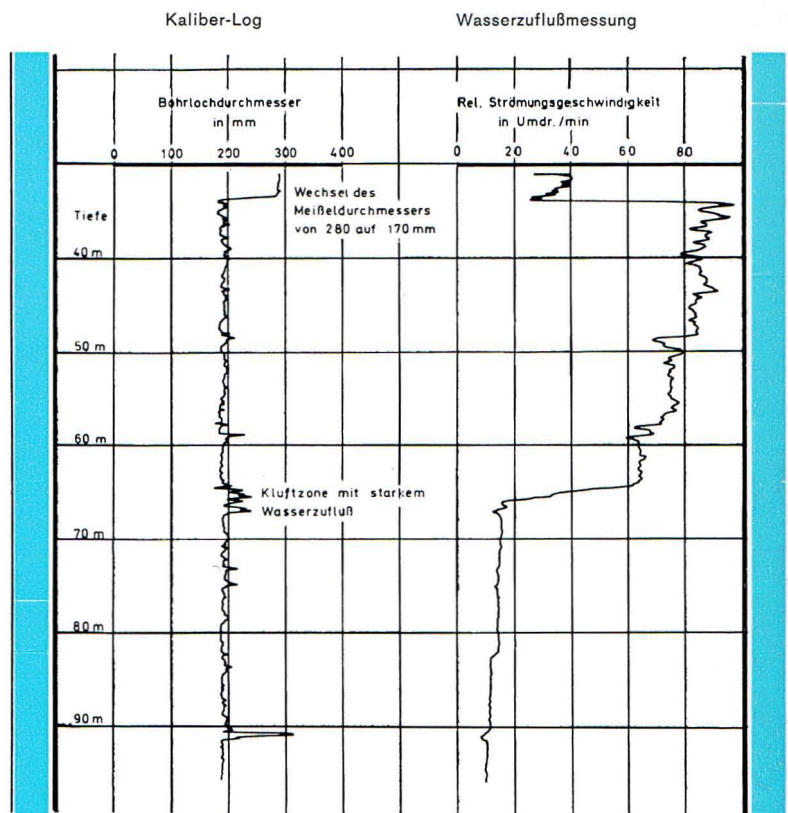 Kaliber-Log
Wasserzuflußmessung
Bohrlochdurchmesser
in mm
0 100 200 300 400
Rel. Strömungsgeschwindigkeit
in Umdr./min
0 20 40 60 80
Wechsel des
Meißeldurchmessers
von 280 auf 170 mm
Tiefe
40 m
50 m
60 m
Kluftzone mit starkem
Wasserzufluß
70 m
80 m
90 m